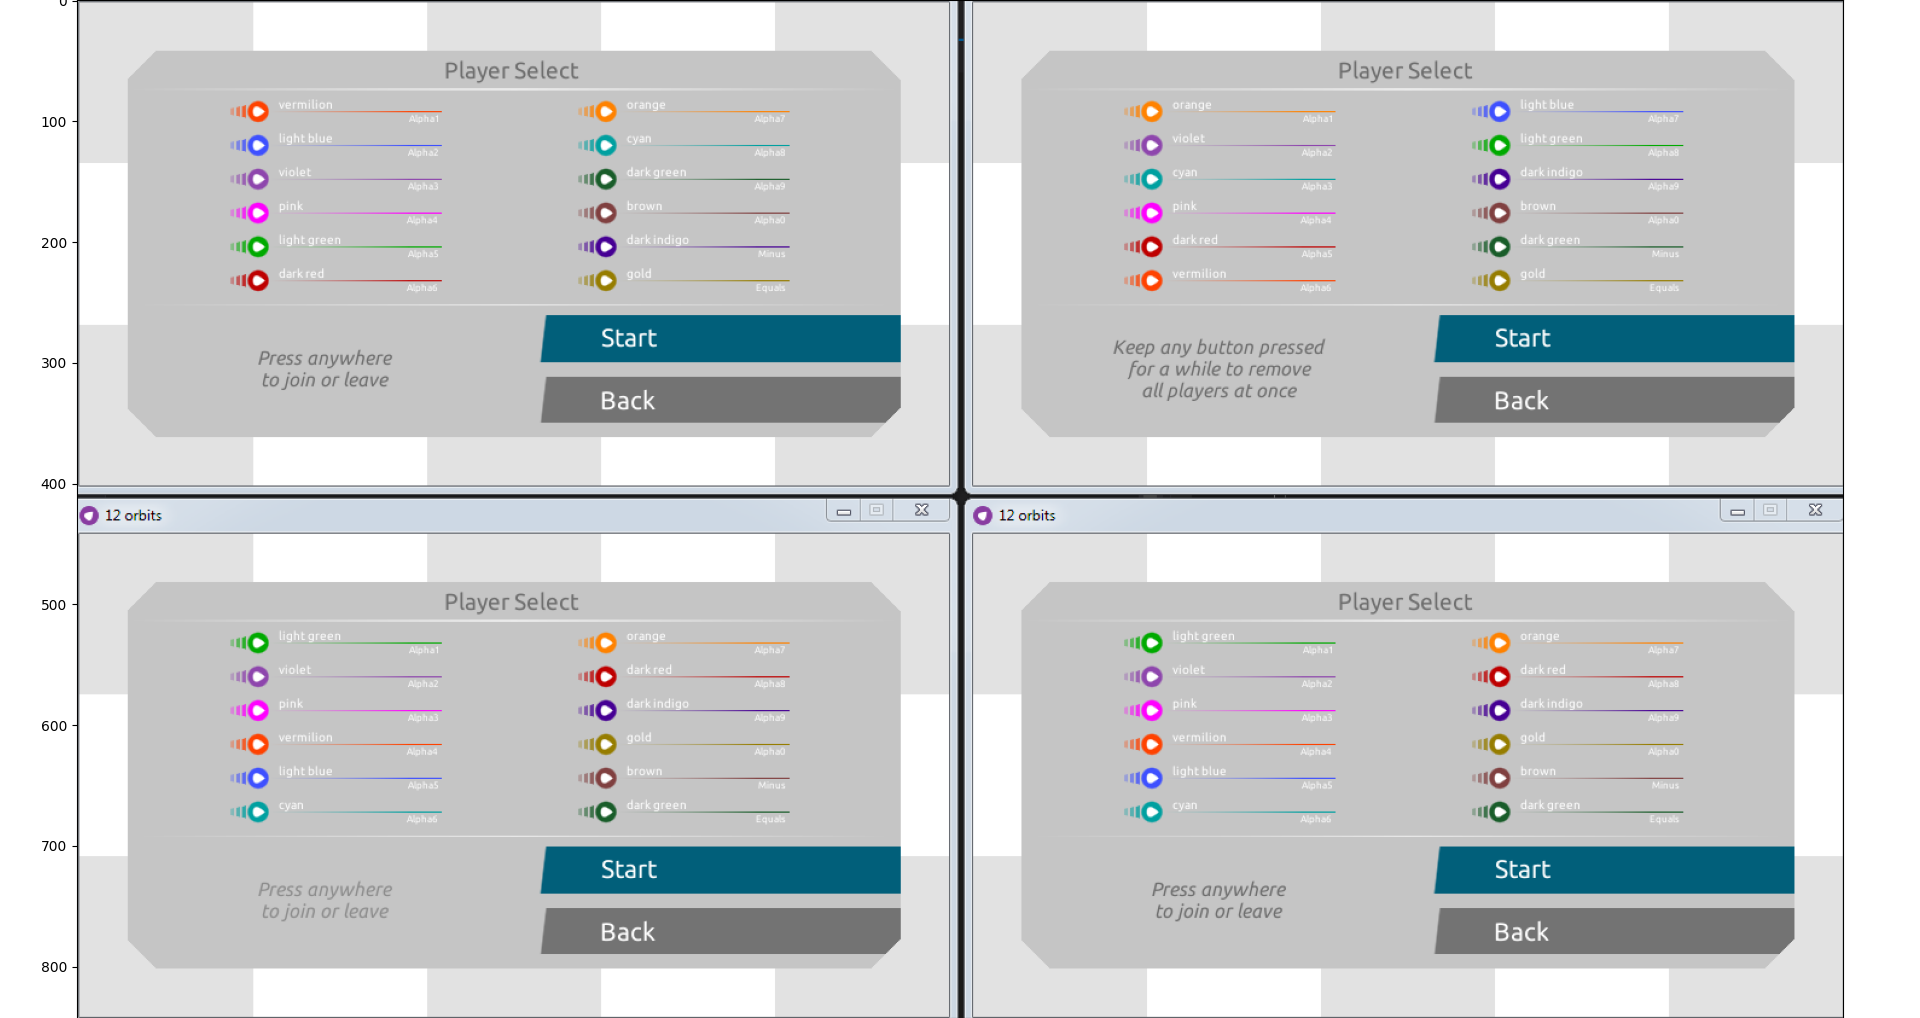 0
100
200
300
400
500
600
700
800
Player Select
vermilion
Alpha1
light blue
Alpha2
violet
Alpha3
pink
Alpha4
light green
Alpha5
dark red
Alpha6
orange
Alpha7
cyan
Alpha8
dark green
Alpha9
brown
Alpha0
dark indigo
Minus
gold
Equals
Press anywhere
to join or leave
Start
Back
Player Select
orange
Alpha1
violet
Alpha2
cyan
Alpha3
pink
Alpha4
dark red
Alpha5
vermilion
Alpha6
light blue
Alpha7
light green
Alpha8
dark indigo
Alpha9
brown
Alpha0
dark green
Minus
gold
Equals
Keep any button pressed
for a while to remove
all players at once
Start
Back
12 orbits
Player Select
light green
Alpha1
violet
Alpha2
pink
Alpha3
vermilion
Alpha4
light blue
Alpha5
cyan
Alpha6
orange
Alpha7
dark red
Alpha8
dark indigo
Alpha9
gold
Alpha0
brown
Minus
dark green
Equals
Press anywhere
to join or leave
Start
Back
12 orbits
Player Select
light green
Alpha1
violet
Alpha2
pink
Alpha3
vermilion
Alpha4
light blue
Alpha5
cyan
Alpha6
orange
Alpha7
dark red
Alpha8
dark indigo
Alpha9
gold
Alpha0
brown
Minus
dark green
Equals
Press anywhere
to join or leave
Start
Back